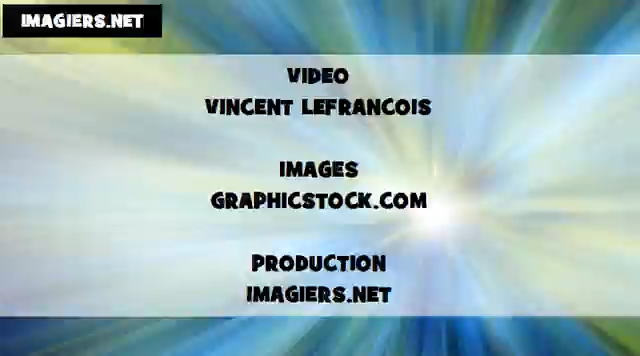 IMAGIERS.NET
VIDEO
VINCENT LEFRANCOIS
IMAGES
GRAPHICSTOCK.COM
PRODUCTION
IMAGIERS.NET